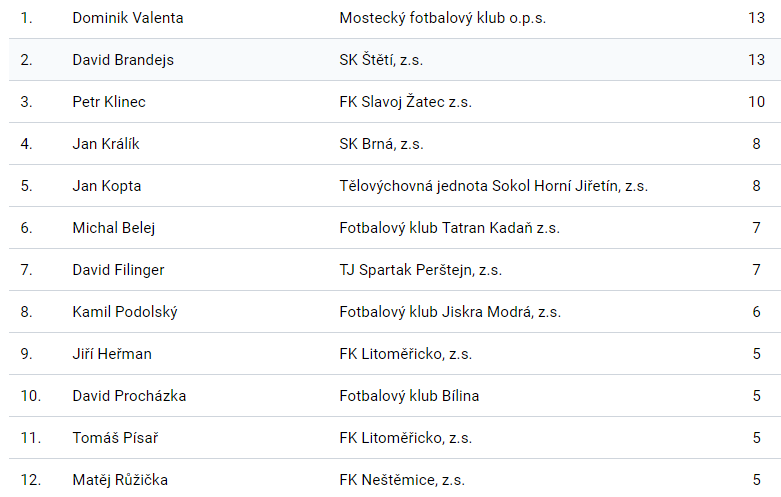 1. Dominik Valenta Mostecký fotbalový klub o.p.s. 13
2. David Brandejs SK Štětí, z.s. 13
3. Petr Klinec FK Slavoj Žatec z.s. 10
4. Jan Králík SK Brná, z.s. 8
5. Jan Kopta Tělovýchovná jednota Sokol Horní Jiřetín, z.s. 8
6. Michal Belej Fotbalový klub Tatran Kadaň z.s. 7
7. David Filinger TJ Spartak Perštejn, z.s. 7
8. Kamil Podolský Fotbalový klub Jiskra Modrá, z.s. 6
9. Jiří Heřman FK Litoměřicko, z.s. 5
10. David Procházka Fotbalový klub Bílina 5
11. Tomáš Písař FK Litoměřicko, z.s. 5
12. Matěj Růžička FK Neštěmice, z.s. 5